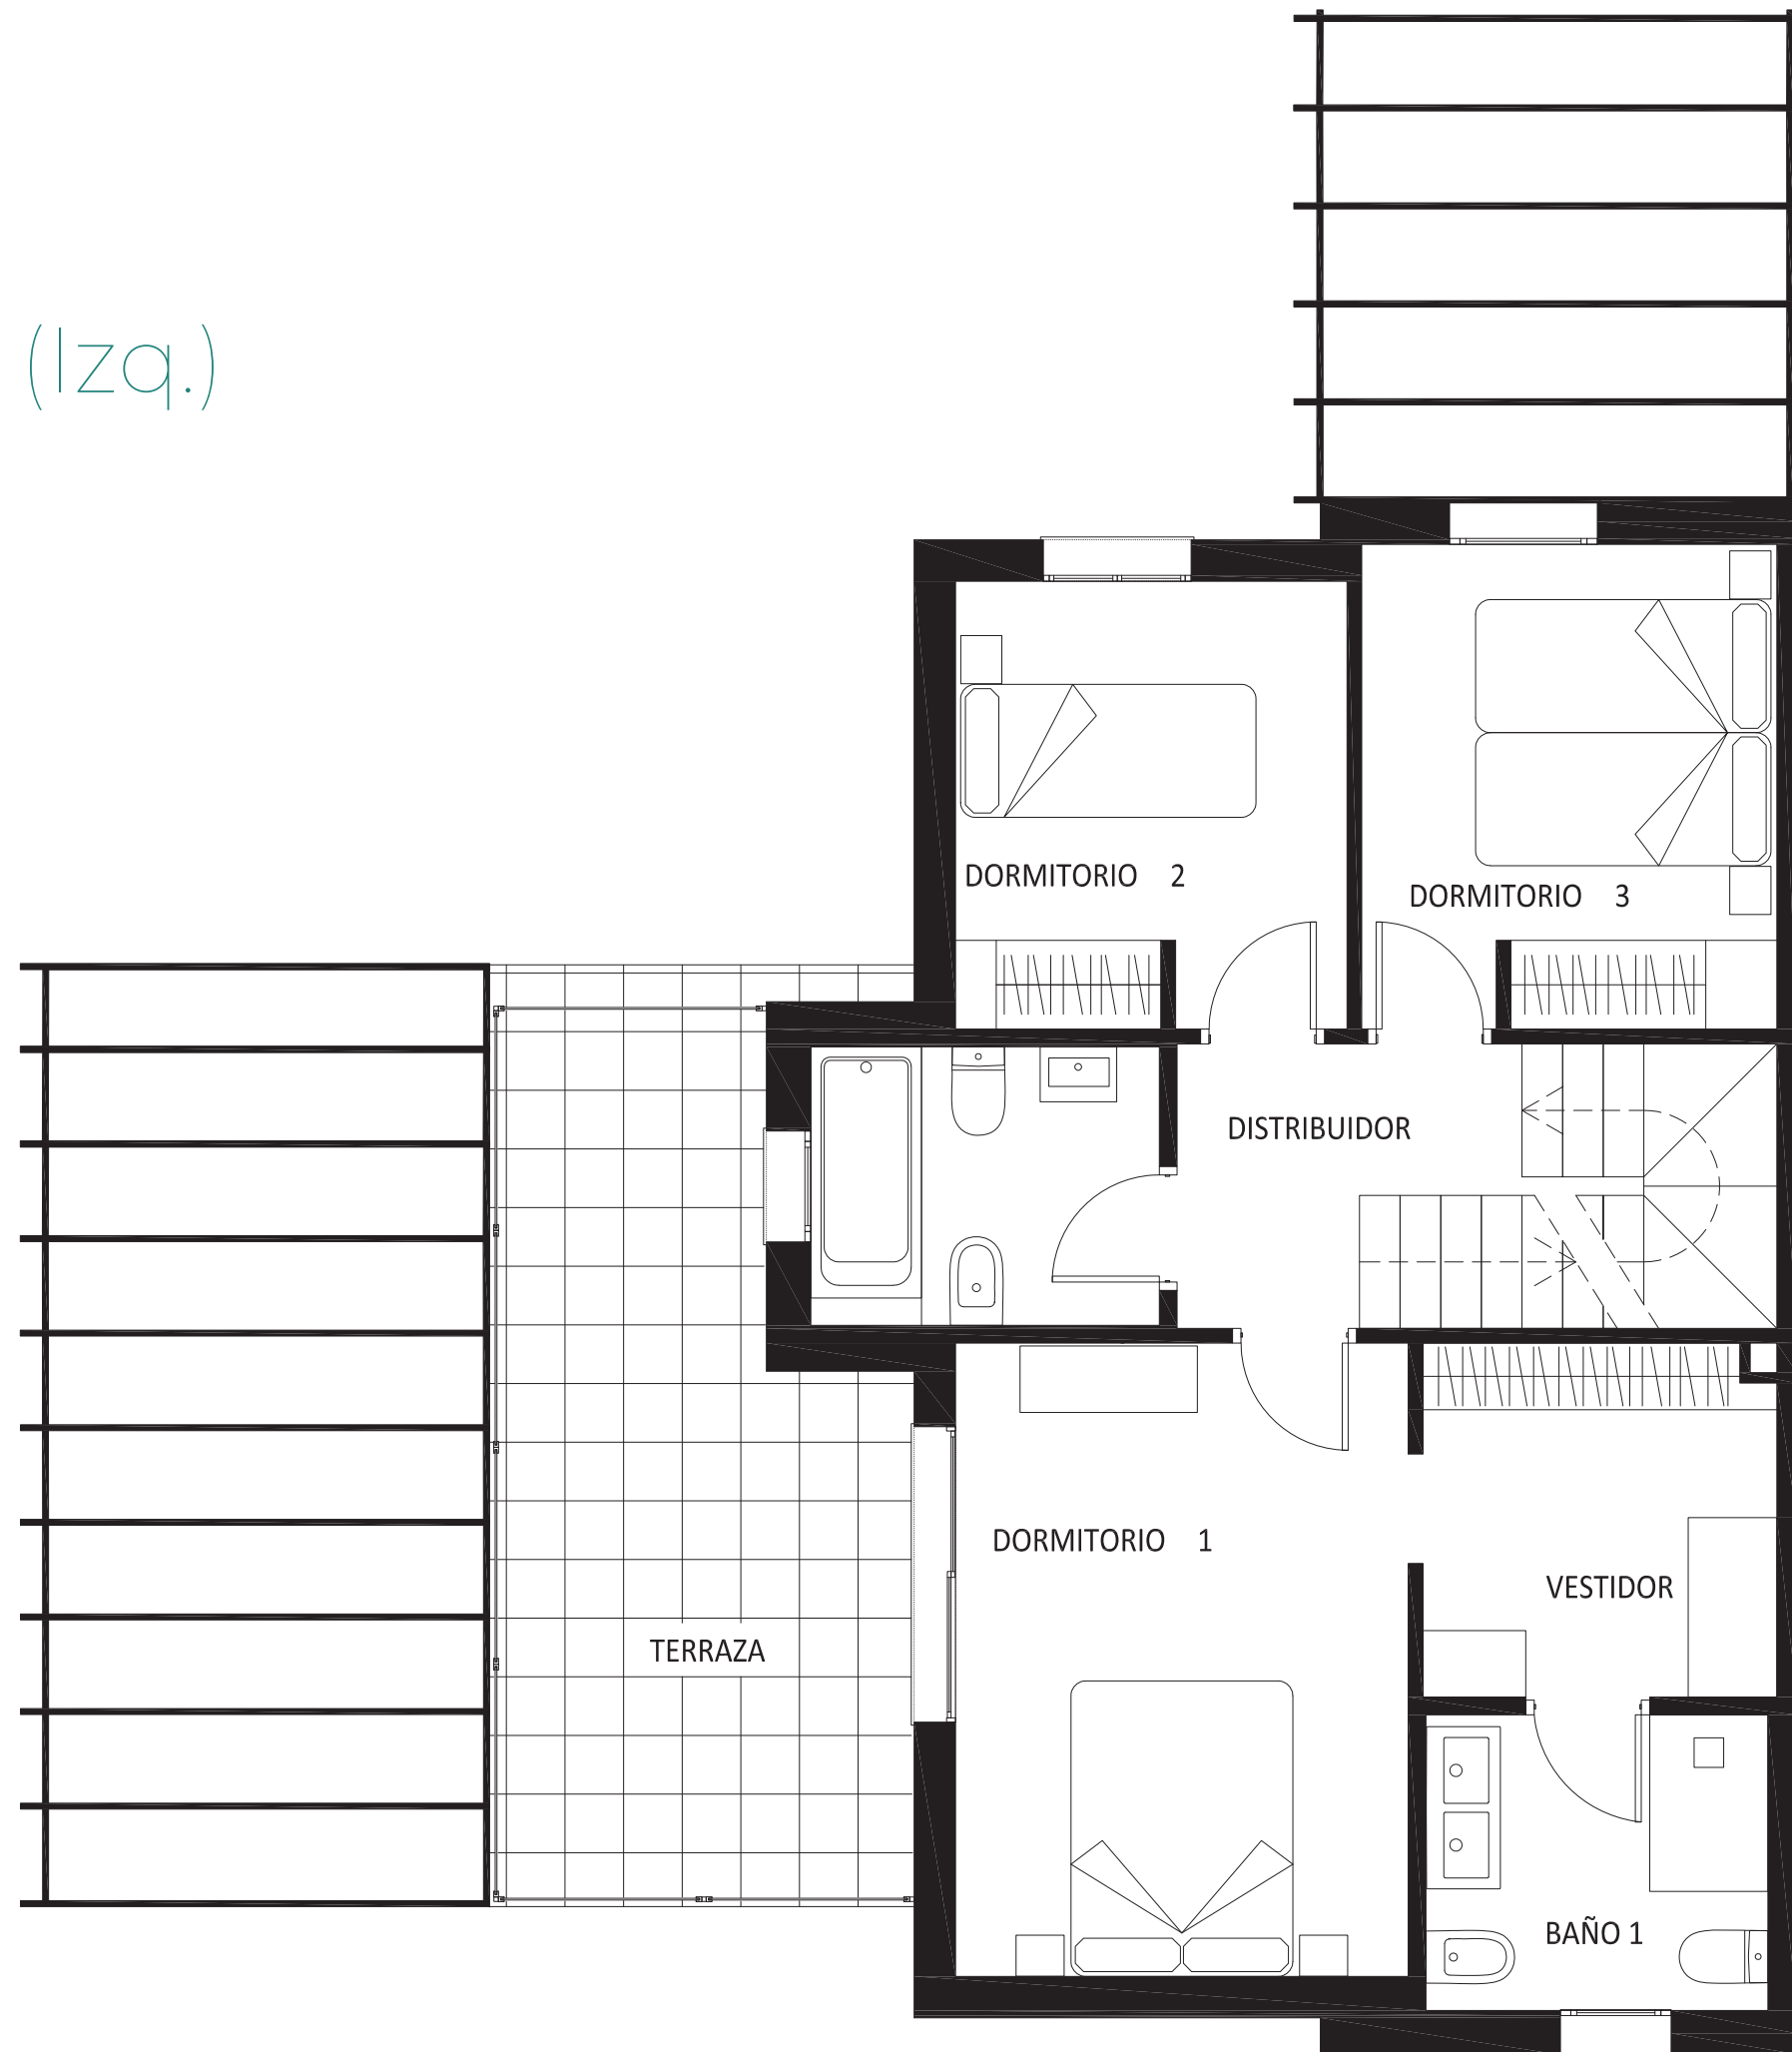 (Izq.)
DORMITORIO 2
DORMITORIO 3
DISTRIBUIDOR
DORMITORIO 1
VESTIDOR
TERRAZA
BAÑO 1